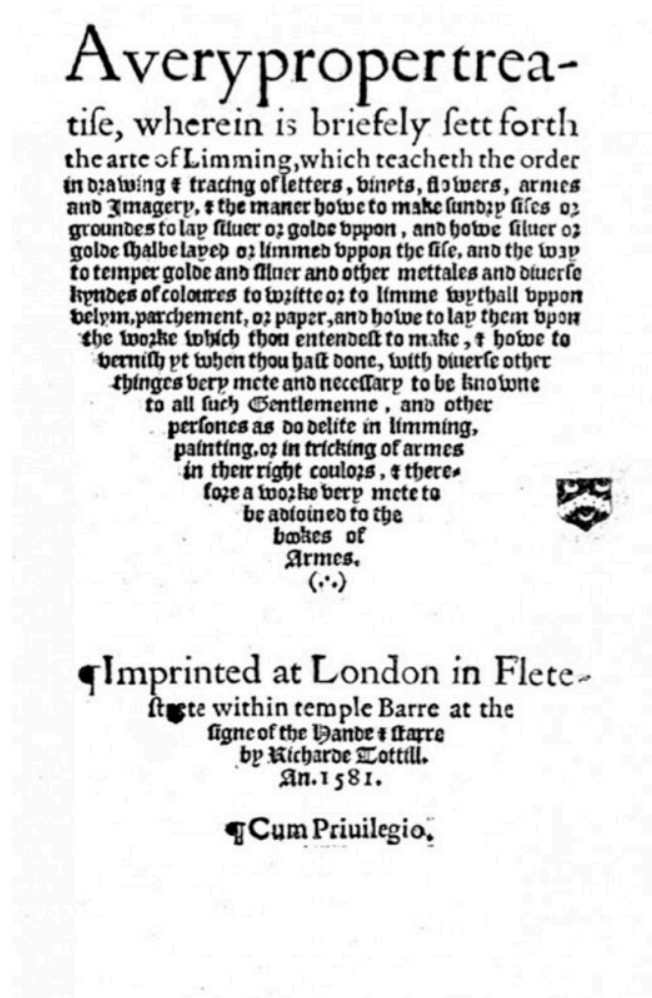 A very proper trea-
tiſe, wherein is briefely ſett forth
the arte of Limming, which teacheth the order
in drawing & tracing of letters, vinets, flowers, armes
and Imagery, & the maner howe to make ſundry ſiſes or
groundes to lay ſiluer or golde vppon, and howe ſiluer or
golde ſhalbe layed or limmed vppon the ſiſe, and the way
to temper golde and ſiluer and other mettales and diuerſe
kyndes of coloures to writte or to limme wythall vppon
velym, parchement, or paper, and howe to lay them vpon
the worke which thou entendeſt to make, & howe to
verniſh yt when thou haſt done, with diuerſe other
thinges very mete and neceſſary to be knowne
to all ſuch Gentlemenne, and other
perſones as do delite in limming,
painting, or in tricking of armes
in their right coulors, & there-
fore a worke very mete to
be adioined to the
bookes of
Armes.
(∴)
¶Imprinted at London in Flete-
ſtrete within temple Barre at the
ſigne of the Hande & ſtarre
by Richarde Tottill.
An. 1581.
¶Cum Priuilegio.